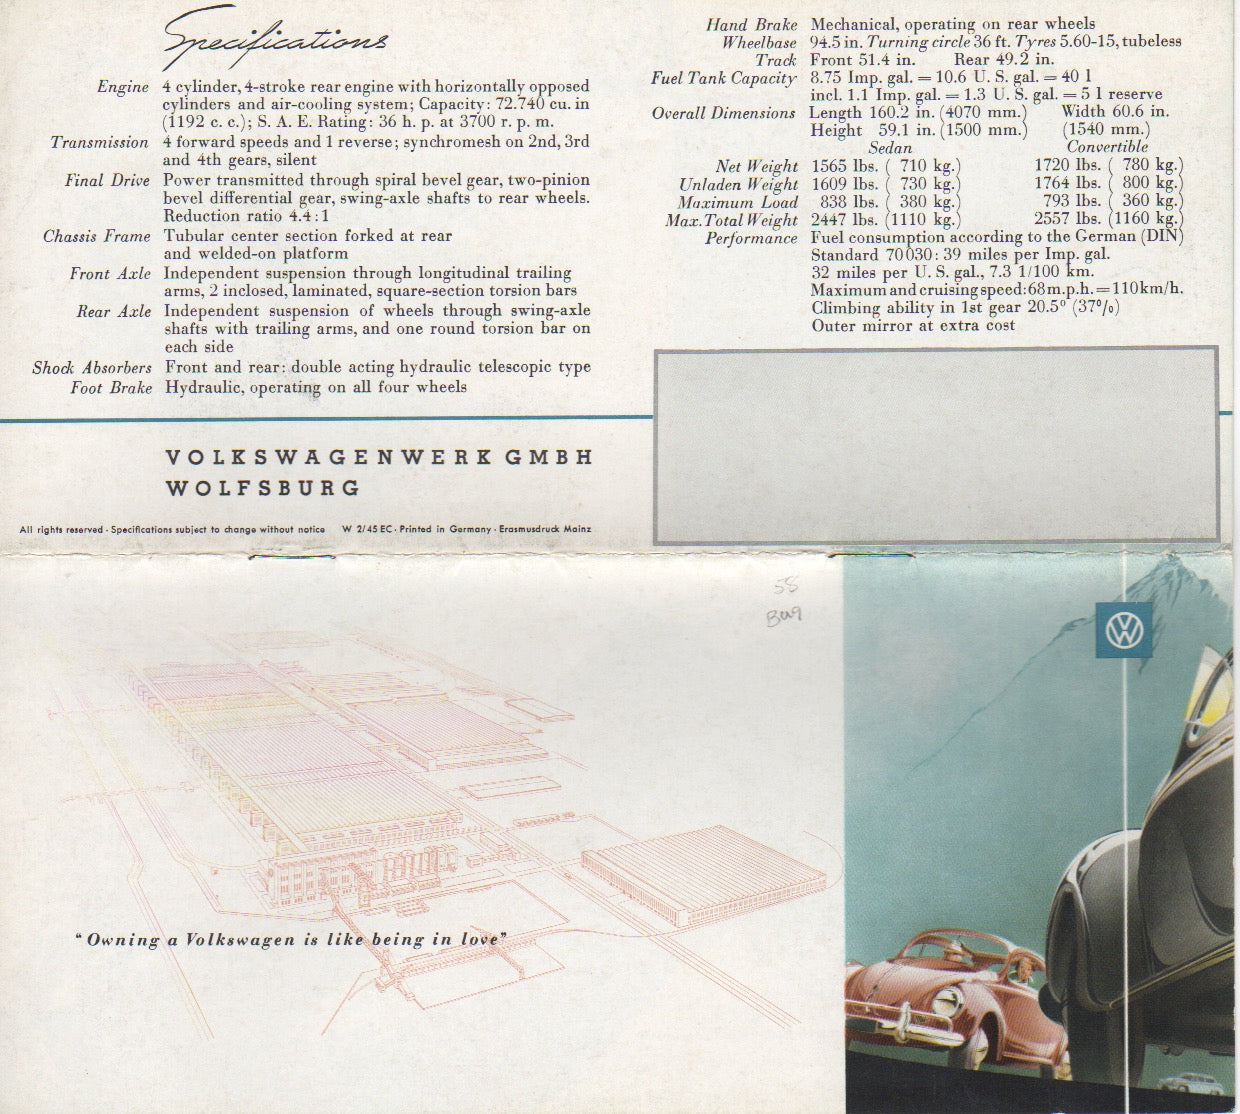 Specifications
Engine 4 cylinder, 4-stroke rear engine with horizontally opposed
cylinders and air-cooling system; Capacity: 72.740 cu. in
(1192 c. c.); S. A. E. Rating: 36 h. p. at 3700 r. p. m.
Transmission 4 forward speeds and 1 reverse; synchromesh on 2nd, 3rd
and 4th gears, silent
Final Drive Power transmitted through spiral bevel gear, two-pinion
bevel differential gear, swing-axle shafts to rear wheels.
Reduction ratio 4.4:1
Chassis Frame Tubular center section forked at rear
and welded-on platform
Front Axle Independent suspension through longitudinal trailing
arms, 2 inclosed, laminated, square-section torsion bars
Rear Axle Independent suspension of wheels through swing-axle
shafts with trailing arms, and one round torsion bar on
each side
Shock Absorbers Front and rear: double acting hydraulic telescopic type
Foot Brake Hydraulic, operating on all four wheels
VOLKSWAGENWERK GMBH
WOLFSBURG
All rights reserved · Specifications subject to change without notice W 2/45 EC · Printed in Germany · Erasmusdruck Mainz
Hand Brake Mechanical, operating on rear wheels
Wheelbase 94.5 in. Turning circle 36 ft. Tyres 5.60-15, tubeless
Track Front 51.4 in. Rear 49.2 in.
Fuel Tank Capacity 8.75 Imp. gal. = 10.6 U. S. gal. = 40 l
incl. 1.1 Imp. gal. = 1.3 U. S. gal. = 5 l reserve
Overall Dimensions Length 160.2 in. (4070 mm.) Width 60.6 in.
Height 59.1 in. (1500 mm.) (1540 mm.)
Sedan Convertible
Net Weight 1565 lbs. ( 710 kg.) 1720 lbs. ( 780 kg.)
Unladen Weight 1609 lbs. ( 730 kg.) 1764 lbs. ( 800 kg.)
Maximum Load 838 lbs. ( 380 kg.) 793 lbs. ( 360 kg.)
Max. Total Weight 2447 lbs. (1110 kg.) 2557 lbs. (1160 kg.)
Performance Fuel consumption according to the German (DIN)
Standard 70030: 39 miles per Imp. gal.
32 miles per U. S. gal., 7.3 1/100 km.
Maximum and cruising speed: 68 m.p.h. = 110 km/h.
Climbing ability in 1st gear 20.5° (37%)
Outer mirror at extra cost
58
Bug
VW
"Owning a Volkswagen is like being in love"